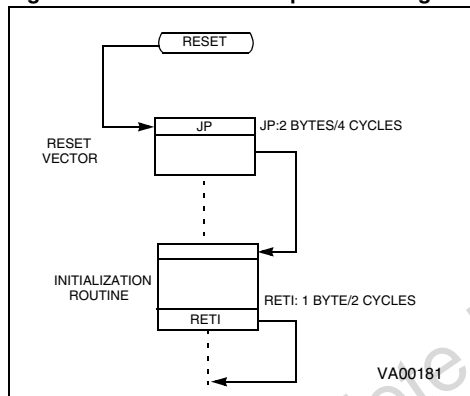 RESET
JP
JP:2 BYTES/4 CYCLES
RESET
VECTOR
INITIALIZATION
ROUTINE
RETI: 1 BYTE/2 CYCLES
RETI
VA00181